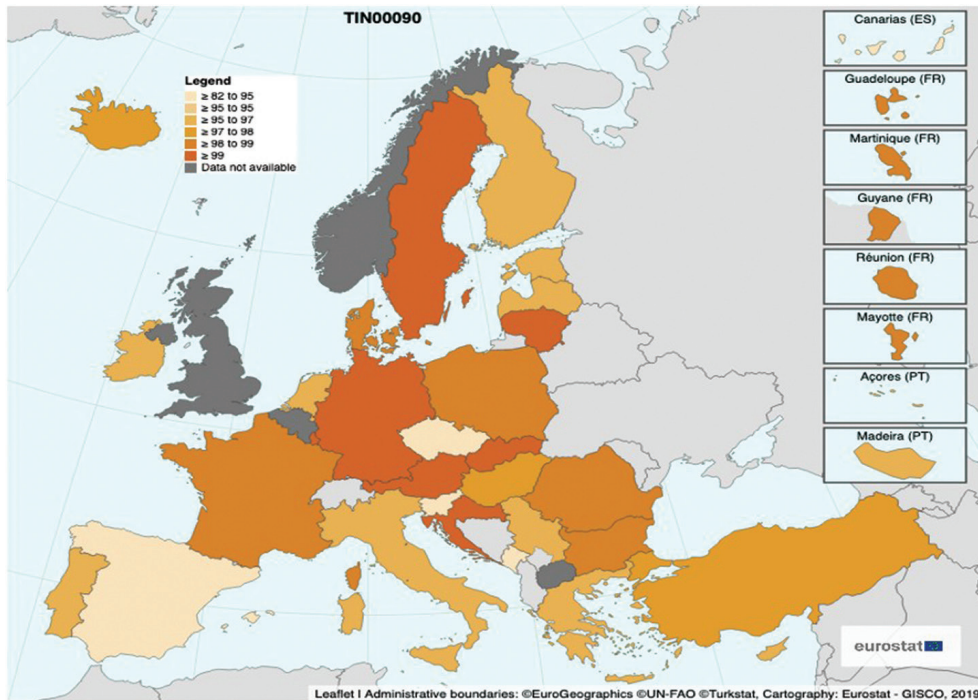 TIN00090
Legend
≥ 82 to 95
≥ 95 to 95
≥ 95 to 97
≥ 97 to 98
≥ 98 to 99
≥ 99
Data not available
Canarias (ES)
Guadeloupe (FR)
Martinique (FR)
Guyane (FR)
Réunion (FR)
Mayotte (FR)
Açores (PT)
Madeira (PT)
eurostat
Leaflet I Administrative boundaries: ©EuroGeographics ©UN-FAO ©Turkstat, Cartography: Eurostat - GISCO, 2019